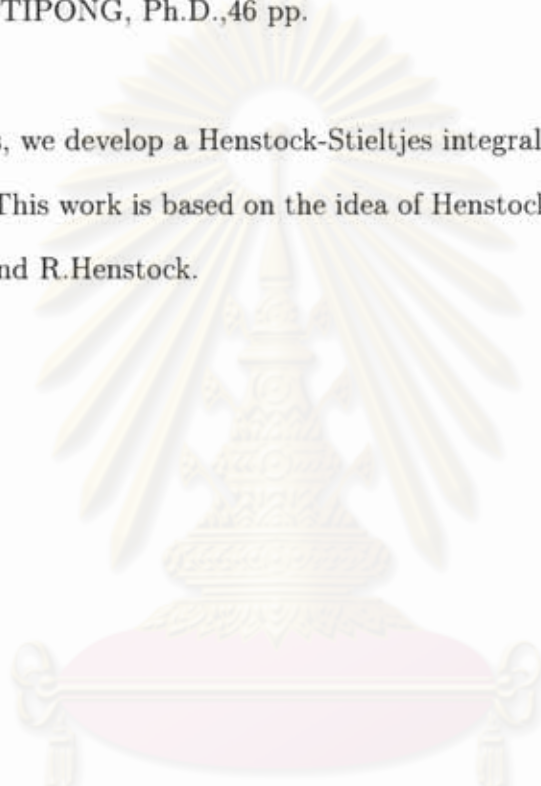 TIPONG, Ph.D.,46 pp.
, we develop a Henstock-Stieltjes integral
This work is based on the idea of Henstock
nd R.Henstock.